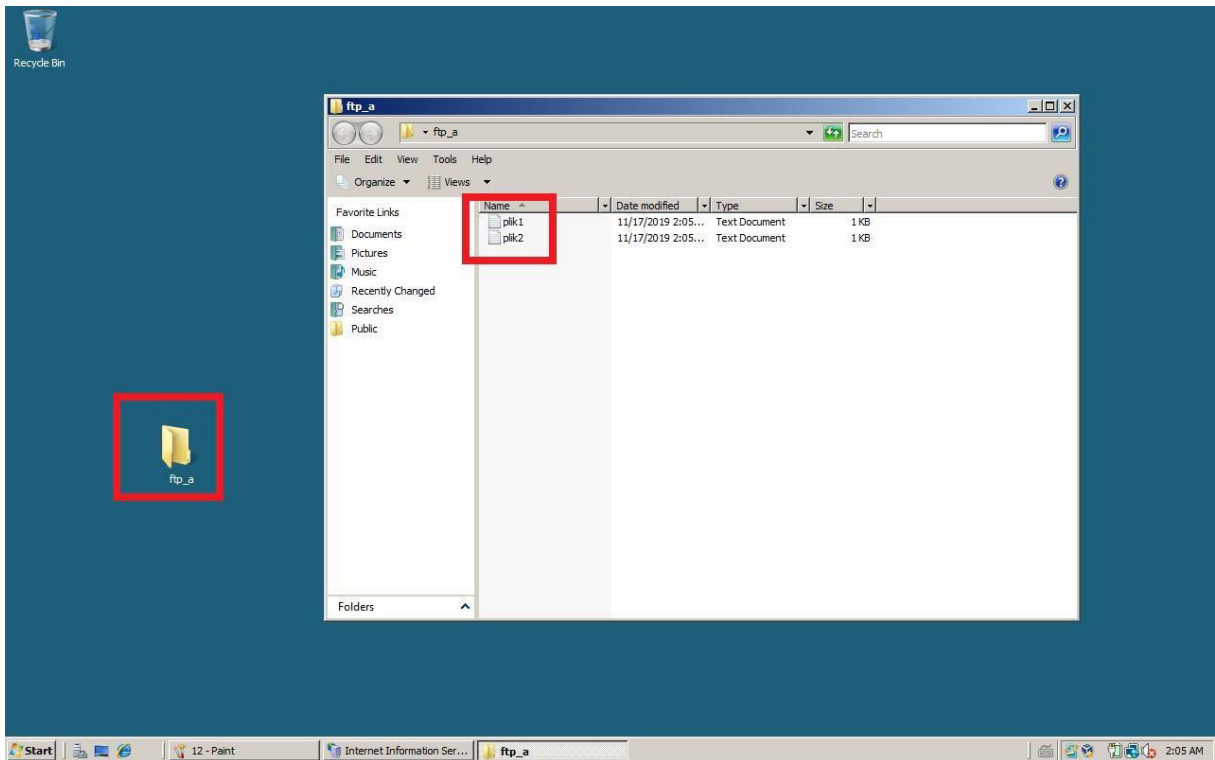 Recycle Bin
ftp_a
ftp_a
Search
File Edit View Tools Help
Organize Views
Favorite Links
Documents
Pictures
Music
Recently Changed
Searches
Public
Folders
Name Date modified Type Size
plik1 11/17/2019 2:05... Text Document 1 KB
plik2 11/17/2019 2:05... Text Document 1 KB
ftp_a
Start 12 - Paint Internet Information Ser... ftp_a 2:05 AM